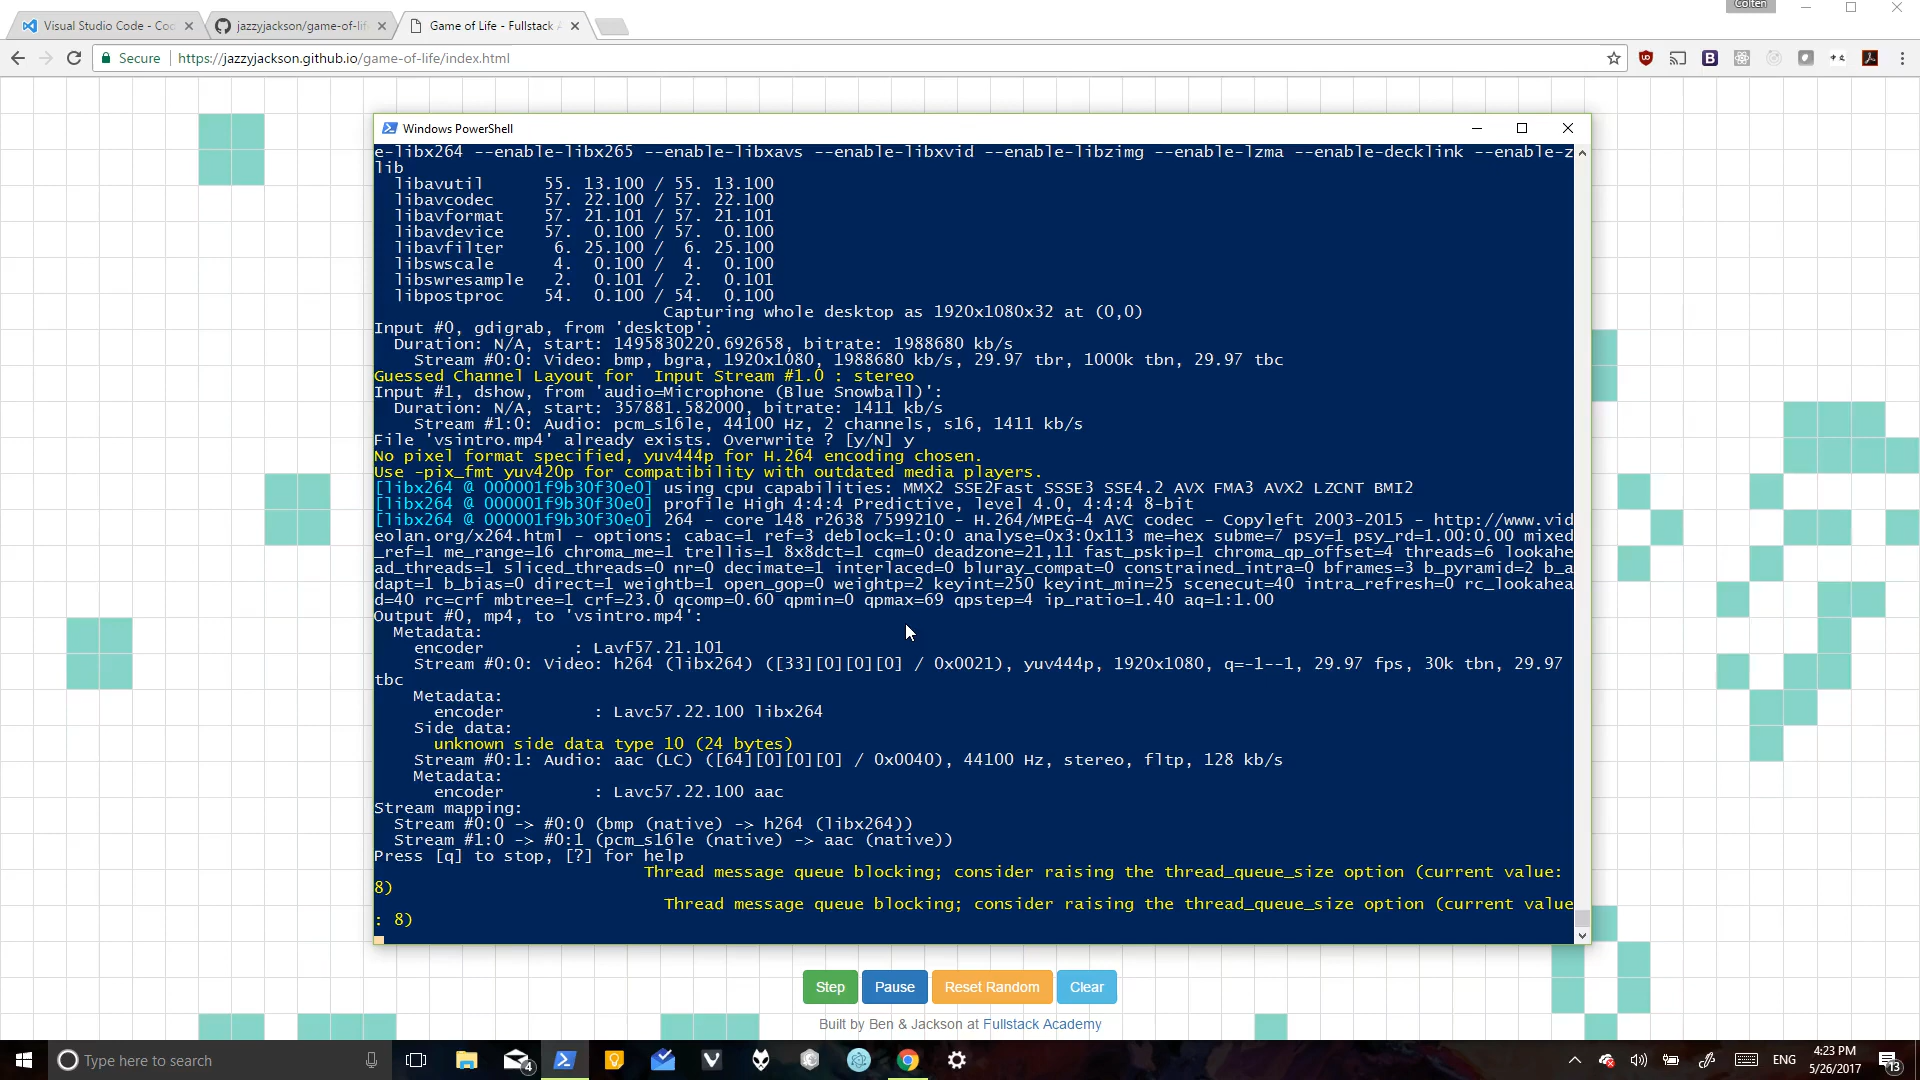 Colten
Visual Studio Code - Coc
jazzyjackson/game-of-lif
Game of Life - Fullstack A
Secure
https://jazzyjackson.github.io/game-of-life/index.html
Windows PowerShell
e-libx264 --enable-libx265 --enable-libxavs --enable-libxvid --enable-libzimg --enable-lzma --enable-decklink --enable-z
lib
libavutil 55. 13.100 / 55. 13.100
libavcodec 57. 22.100 / 57. 22.100
libavformat 57. 21.101 / 57. 21.101
libavdevice 57. 0.100 / 57. 0.100
libavfilter 6. 25.100 / 6. 25.100
libswscale 4. 0.100 / 4. 0.100
libswresample 2. 0.101 / 2. 0.101
libpostproc 54. 0.100 / 54. 0.100
Capturing whole desktop as 1920x1080x32 at (0,0)
Input #0, gdigrab, from 'desktop':
Duration: N/A, start: 1495830220.692658, bitrate: 1988680 kb/s
Stream #0:0: Video: bmp, bgra, 1920x1080, 1988680 kb/s, 29.97 tbr, 1000k tbn, 29.97 tbc
Guessed Channel Layout for  Input Stream #1.0 : stereo
Input #1, dshow, from 'audio=Microphone (Blue Snowball)':
Duration: N/A, start: 357881.582000, bitrate: 1411 kb/s
Stream #1:0: Audio: pcm_s16le, 44100 Hz, 2 channels, s16, 1411 kb/s
File 'vsintro.mp4' already exists. Overwrite ? [y/N] y
No pixel format specified, yuv444p for H.264 encoding chosen.
Use -pix_fmt yuv420p for compatibility with outdated media players.
[libx264 @ 000001f9b30f30e0] using cpu capabilities: MMX2 SSE2Fast SSSE3 SSE4.2 AVX FMA3 AVX2 LZCNT BMI2
[libx264 @ 000001f9b30f30e0] profile High 4:4:4 Predictive, level 4.0, 4:4:4 8-bit
[libx264 @ 000001f9b30f30e0] 264 - core 148 r2638 7599210 - H.264/MPEG-4 AVC codec - Copyleft 2003-2015 - http://www.vid
eolan.org/x264.html - options: cabac=1 ref=3 deblock=1:0:0 analyse=0x3:0x113 me=hex subme=7 psy=1 psy_rd=1.00:0.00 mixed
_ref=1 me_range=16 chroma_me=1 trellis=1 8x8dct=1 cqm=0 deadzone=21,11 fast_pskip=1 chroma_qp_offset=4 threads=6 lookahe
ad_threads=1 sliced_threads=0 nr=0 decimate=1 interlaced=0 bluray_compat=0 constrained_intra=0 bframes=3 b_pyramid=2 b_a
dapt=1 b_bias=0 direct=1 weightb=1 open_gop=0 weightp=2 keyint=250 keyint_min=25 scenecut=40 intra_refresh=0 rc_lookahea
d=40 rc=crf mbtree=1 crf=23.0 qcomp=0.60 qpmin=0 qpmax=69 qpstep=4 ip_ratio=1.40 aq=1:1.00
Output #0, mp4, to 'vsintro.mp4':
Metadata:
encoder : Lavf57.21.101
Stream #0:0: Video: h264 (libx264) ([33][0][0][0] / 0x0021), yuv444p, 1920x1080, q=-1--1, 29.97 fps, 30k tbn, 29.97
tbc
Metadata:
encoder : Lavc57.22.100 libx264
Side data:
unknown side data type 10 (24 bytes)
Stream #0:1: Audio: aac (LC) ([64][0][0][0] / 0x0040), 44100 Hz, stereo, fltp, 128 kb/s
Metadata:
encoder : Lavc57.22.100 aac
Stream mapping:
Stream #0:0 -> #0:0 (bmp (native) -> h264 (libx264))
Stream #1:0 -> #0:1 (pcm_s16le (native) -> aac (native))
Press [q] to stop, [?] for help
Thread message queue blocking; consider raising the thread_queue_size option (current value:
8)
Thread message queue blocking; consider raising the thread_queue_size option (current value
: 8)
Step
Pause
Reset Random
Clear
Built by Ben & Jackson at Fullstack Academy
Type here to search
4
ENG
4:23 PM
5/26/2017
13